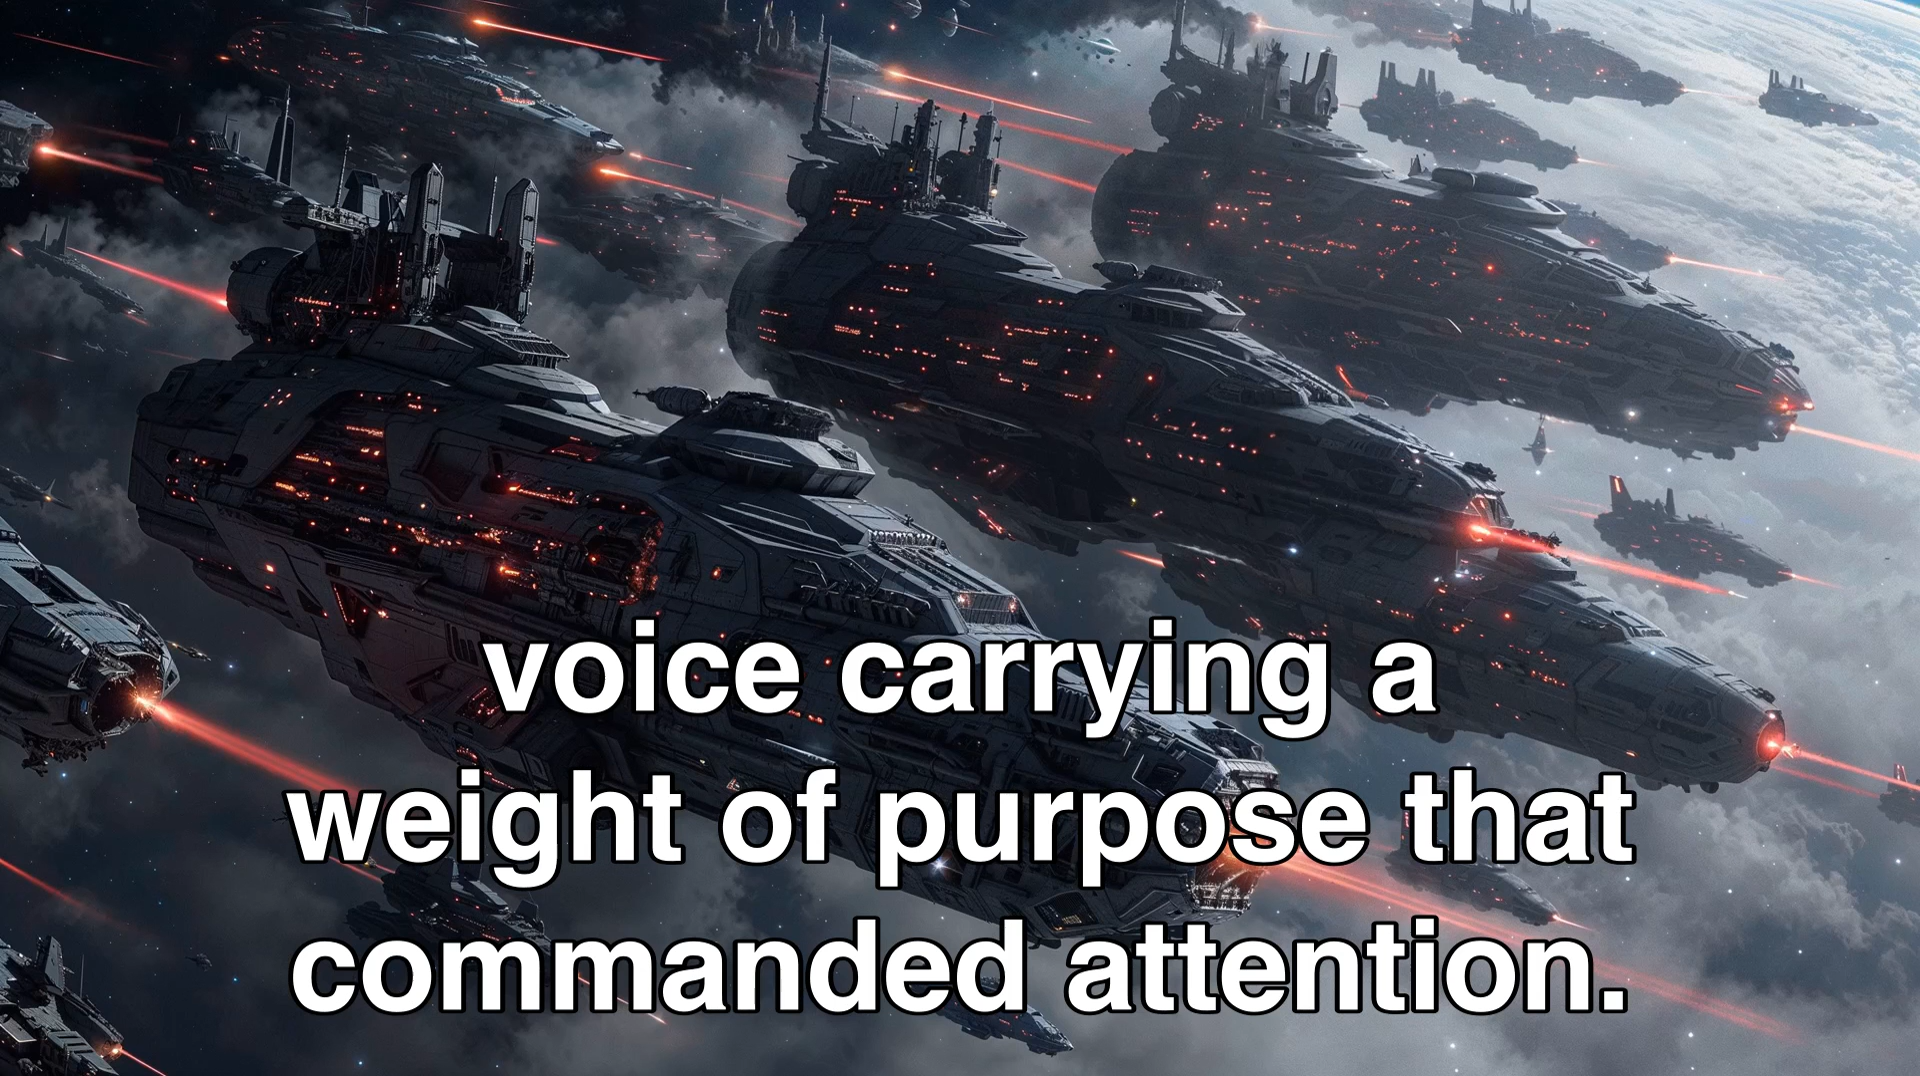 voice carrying a
weight of purpose that
commanded attention.